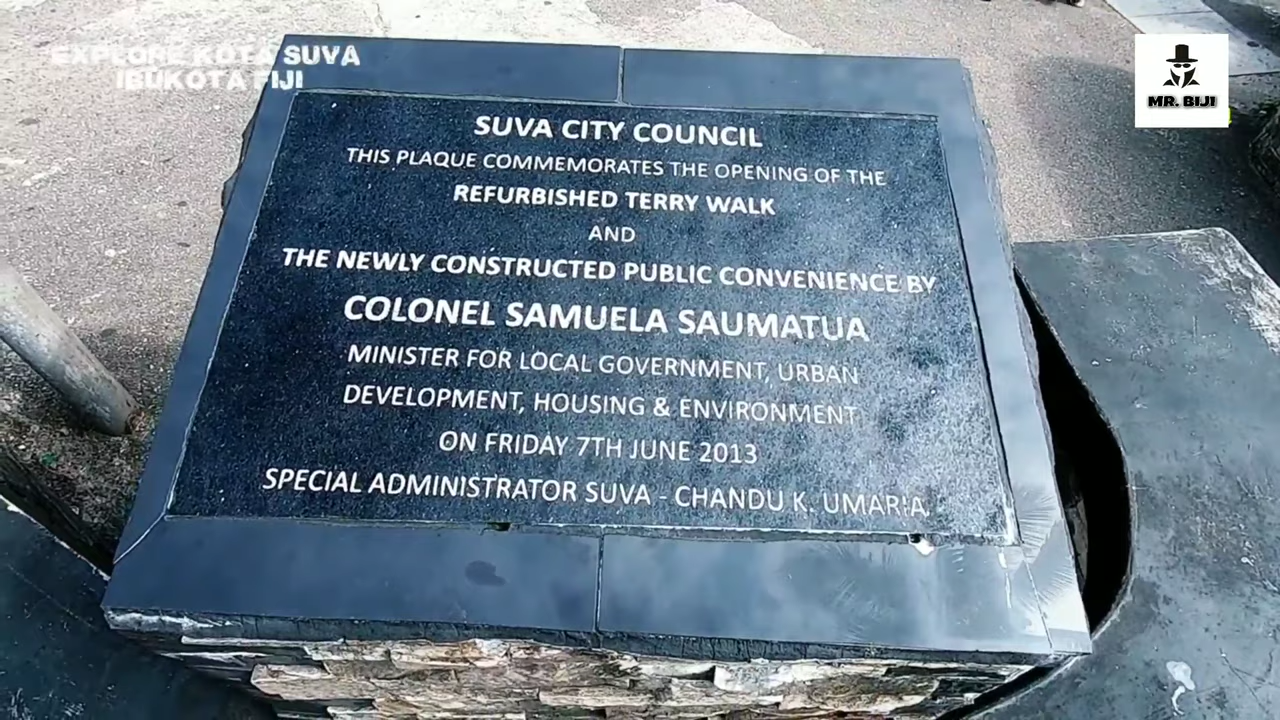 EXPLORE KOTA SUVA
IBUKOTA FIJI
MR. BIJI
SUVA CITY COUNCIL
THIS PLAQUE COMMEMORATES THE OPENING OF THE
REFURBISHED TERRY WALK
AND
THE NEWLY CONSTRUCTED PUBLIC CONVENIENCE BY
COLONEL SAMUELA SAUMATUA
MINISTER FOR LOCAL GOVERNMENT, URBAN
DEVELOPMENT, HOUSING & ENVIRONMENT
ON FRIDAY 7TH JUNE 2013
SPECIAL ADMINISTRATOR SUVA - CHANDU K. UMARIA